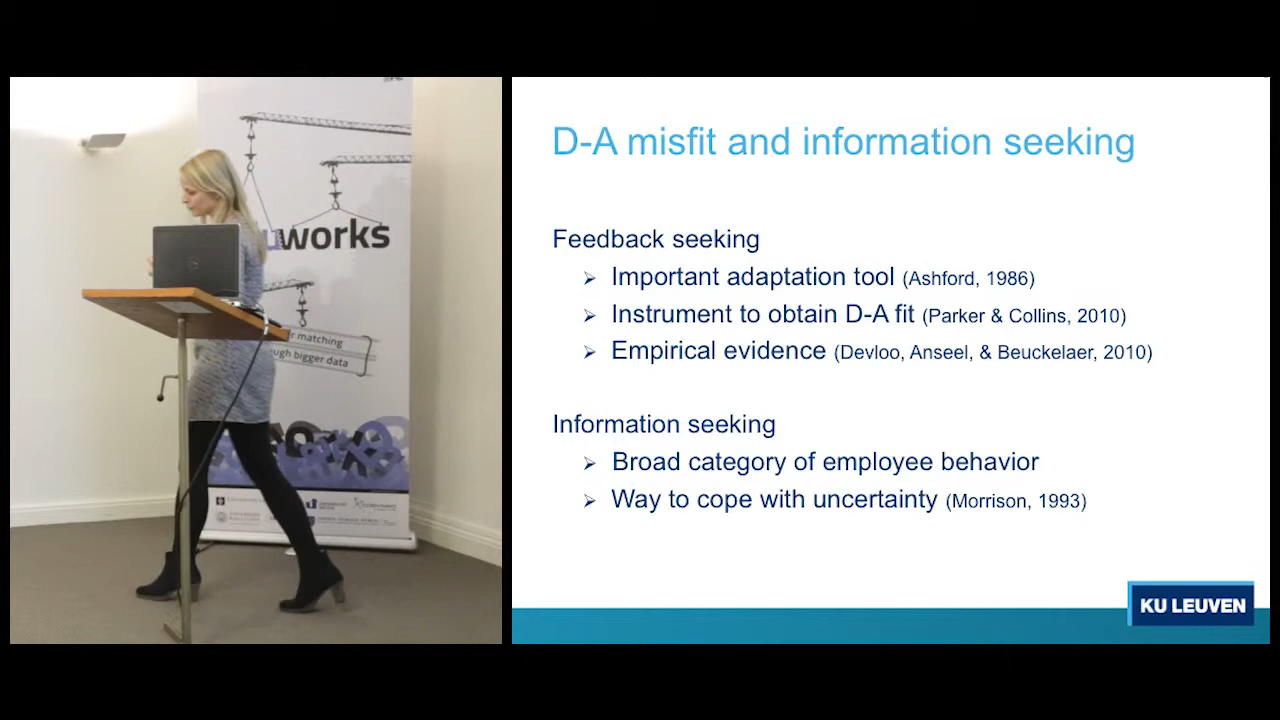 works
matching
bigger data
D-A misfit and information seeking
Feedback seeking
➢ Important adaptation tool (Ashford, 1986)
➢ Instrument to obtain D-A fit (Parker & Collins, 2010)
➢ Empirical evidence (Devloo, Anseel, & Beuckelaer, 2010)
Information seeking
➢ Broad category of employee behavior
➢ Way to cope with uncertainty (Morrison, 1993)
KU LEUVEN